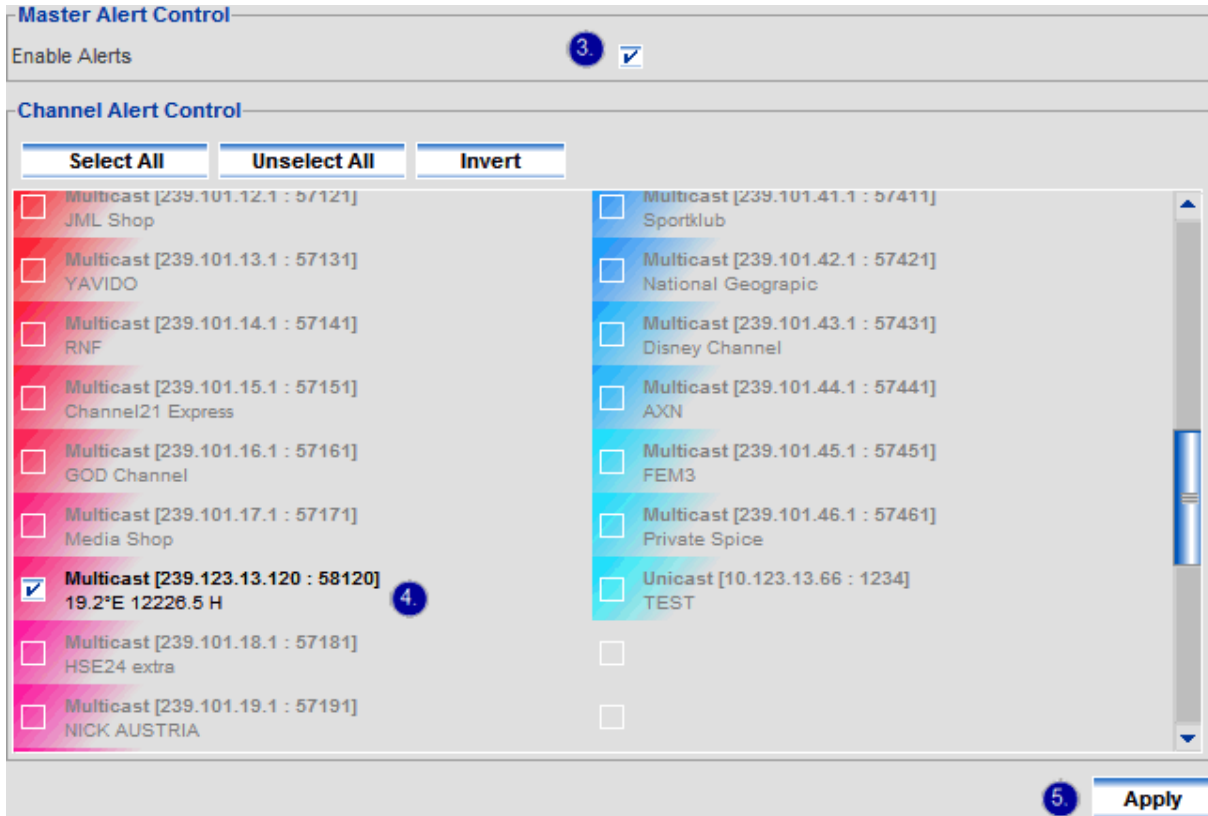 Master Alert Control
Enable Alerts
3.
Channel Alert Control
Select All
Unselect All
Invert
Multicast [239.101.12.1 : 57121]
JML Shop
Multicast [239.101.13.1 : 57131]
YAVIDO
Multicast [239.101.14.1 : 57141]
RNF
Multicast [239.101.15.1 : 57151]
Channel21 Express
Multicast [239.101.16.1 : 57161]
GOD Channel
Multicast [239.101.17.1 : 57171]
Media Shop
Multicast [239.123.13.120 : 58120]
19.2°E 12226.5 H
4.
Multicast [239.101.18.1 : 57181]
HSE24 extra
Multicast [239.101.19.1 : 57191]
NICK AUSTRIA
Multicast [239.101.41.1 : 57411]
Sportklub
Multicast [239.101.42.1 : 57421]
National Geograpic
Multicast [239.101.43.1 : 57431]
Disney Channel
Multicast [239.101.44.1 : 57441]
AXN
Multicast [239.101.45.1 : 57451]
FEM3
Multicast [239.101.46.1 : 57461]
Private Spice
Unicast [10.123.13.66 : 1234]
TEST
5.
Apply